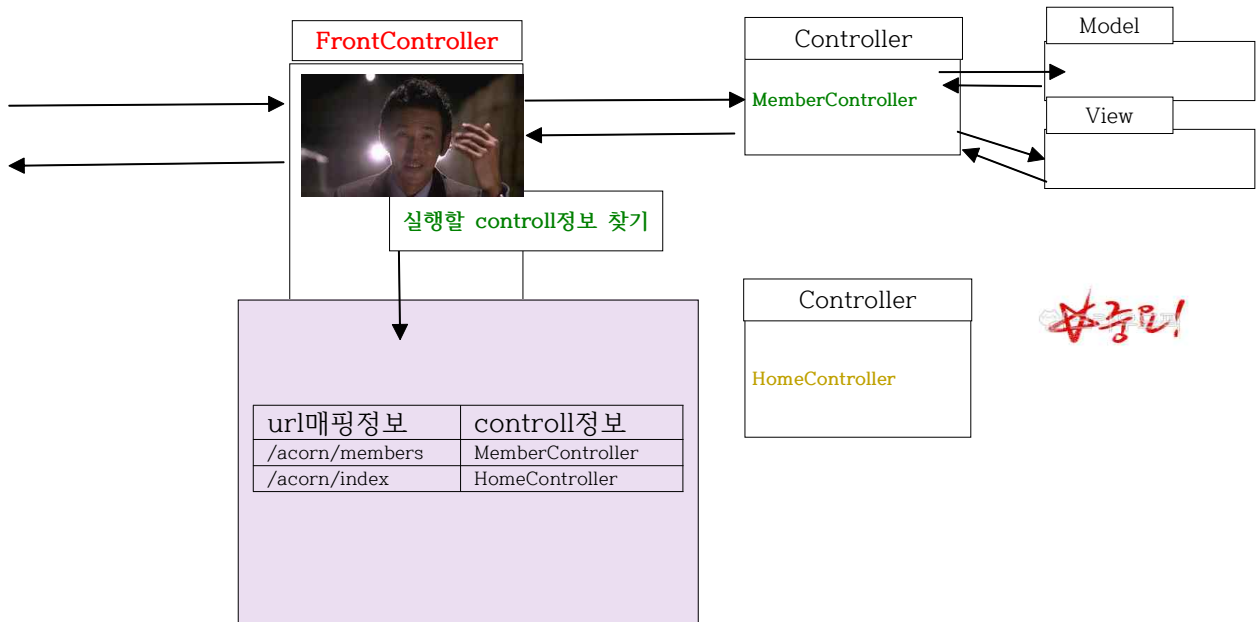 FrontController
Controller
MemberController
Model
View
실행할 controll정보 찾기
Controller
HomeController
중요!
url매핑정보 controll정보
/acorn/members MemberController
/acorn/index HomeController